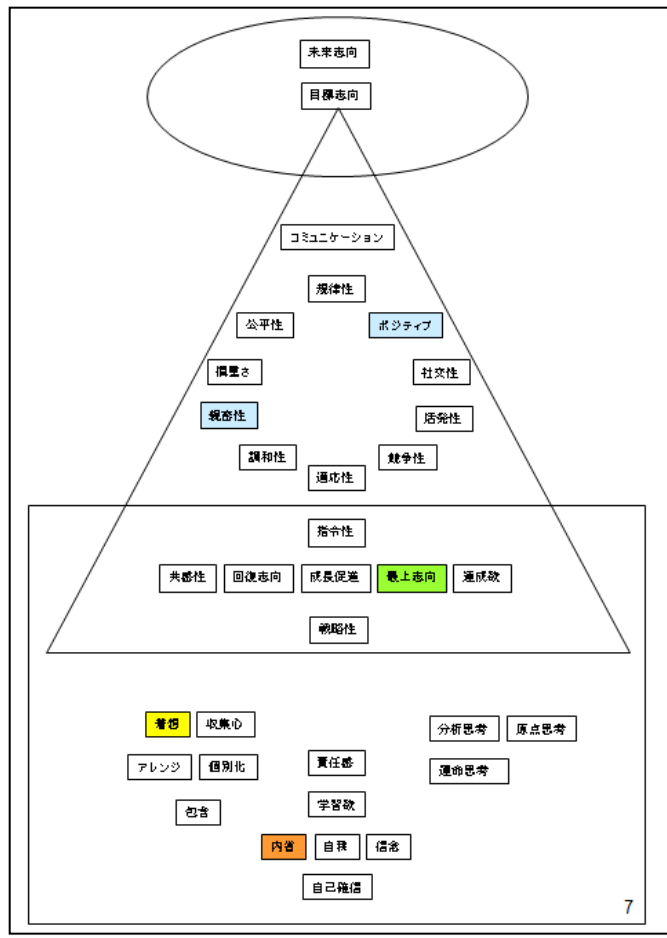 未来志向
目標志向
コミュニケーション
規律性
公平性
ポジティブ
慎重さ
社交性
親密性
活発性
調和性
競争性
適応性
指令性
共感性
回復志向
成長促進
最上志向
達成欲
戦略性
着想
収集心
分析思考
原点思考
アレンジ
個別化
責任感
運命思考
包含
学習欲
内省
自我
信念
自己確信
7